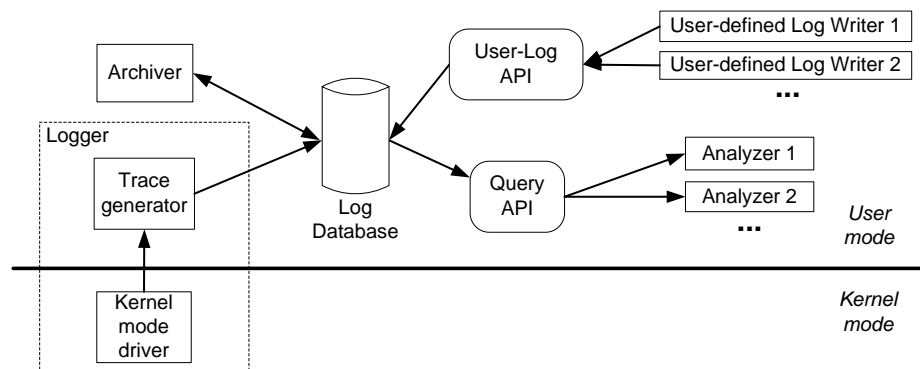 User-defined Log Writer 1
User-Log
API
User-defined Log Writer 2
...
Archiver
Logger
Trace
generator
Log
Database
Query
API
Analyzer 1
Analyzer 2
...
User
mode
Kernel
mode
driver
Kernel
mode